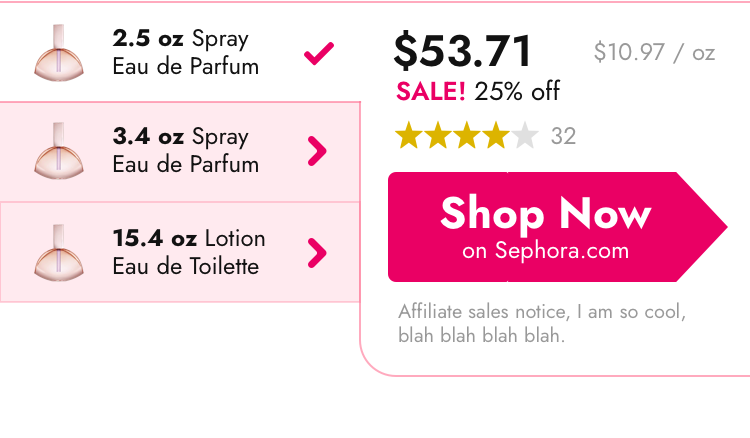 2.5 oz Spray
Eau de Parfum
3.4 oz Spray
Eau de Parfum
15.4 oz Lotion
Eau de Toilette
$53.71
$10.97 / oz
SALE! 25% off
32
Shop Now
on Sephora.com
Affiliate sales notice, I am so cool,
blah blah blah blah.